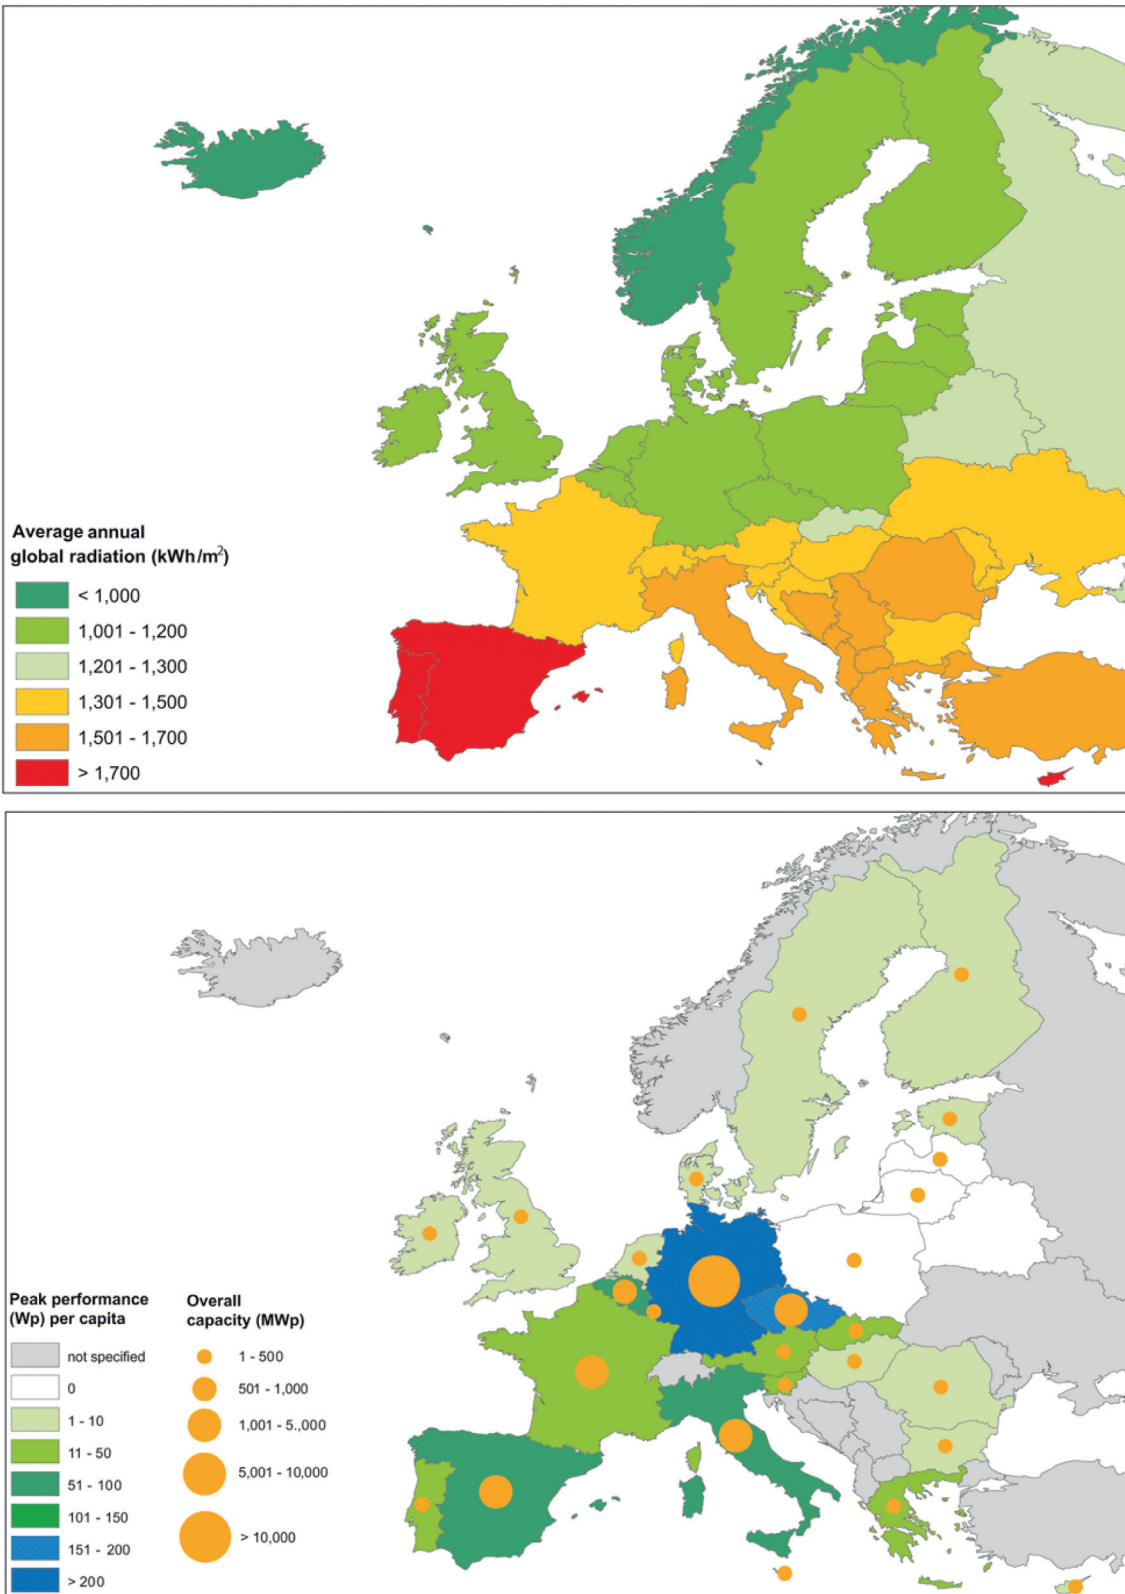 Average annual
global radiation (kWh/m²)
< 1,000
1,001 - 1,200
1,201 - 1,300
1,301 - 1,500
1,501 - 1,700
> 1,700
Peak performance
(Wp) per capita
not specified
0
1 - 10
11 - 50
51 - 100
101 - 150
151 - 200
> 200
Overall
capacity (MWp)
1 - 500
501 - 1,000
1,001 - 5.,000
5,001 - 10,000
> 10,000